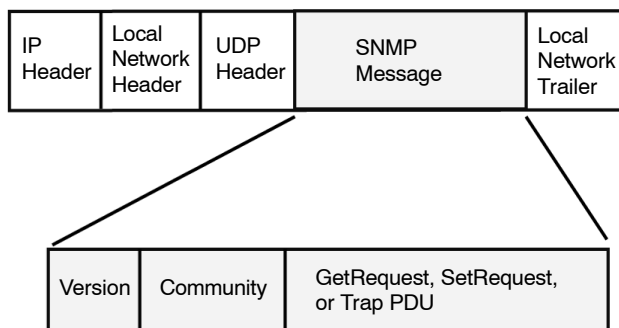 IP
Header
Local
Network
Header
UDP
Header
SNMP
Message
Local
Network
Trailer
Version
Community
GetRequest, SetRequest,
or Trap PDU